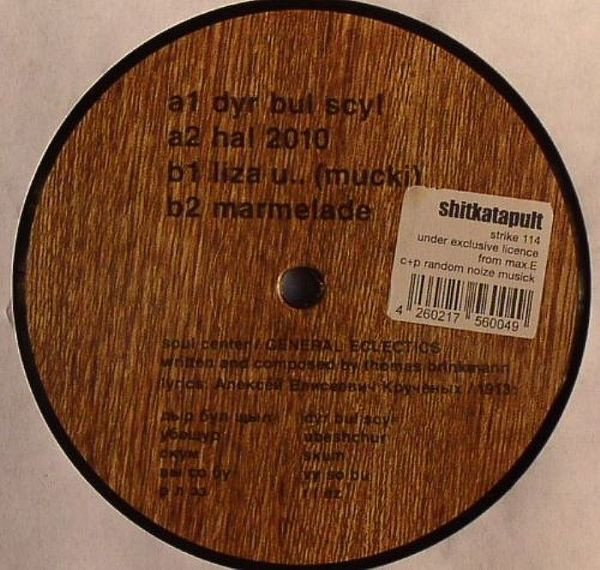 a1 dyr bul scyl
a2 hal 2010
b1 liza u.. (mucki)
b2 marmelade
shitkatapult
strike 114
under exclusive licence
from max.E
c+p random noize musick
4 260217 560049
soul center / GENERAL ECLECTICS
written and composed by thomas brinkmann
lyrics: Алексей Елисеевич Кручёных /1913:
дыр бул щыл dyr bul scyl
убешур ubeshchur
скум skum
вы со бу vy so bu
р л эз r l ez